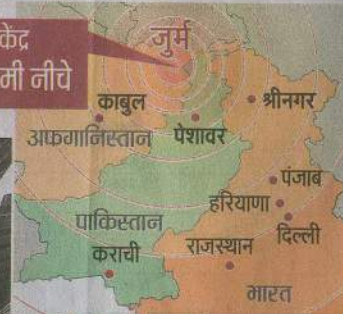 केंद्र
मी नीचे
जुर्म
काबुल
श्रीनगर
अफगानिस्तान
पेशावर
पंजाब
हरियाणा
पाकिस्तान
दिल्ली
कराची
राजस्थान
भारत